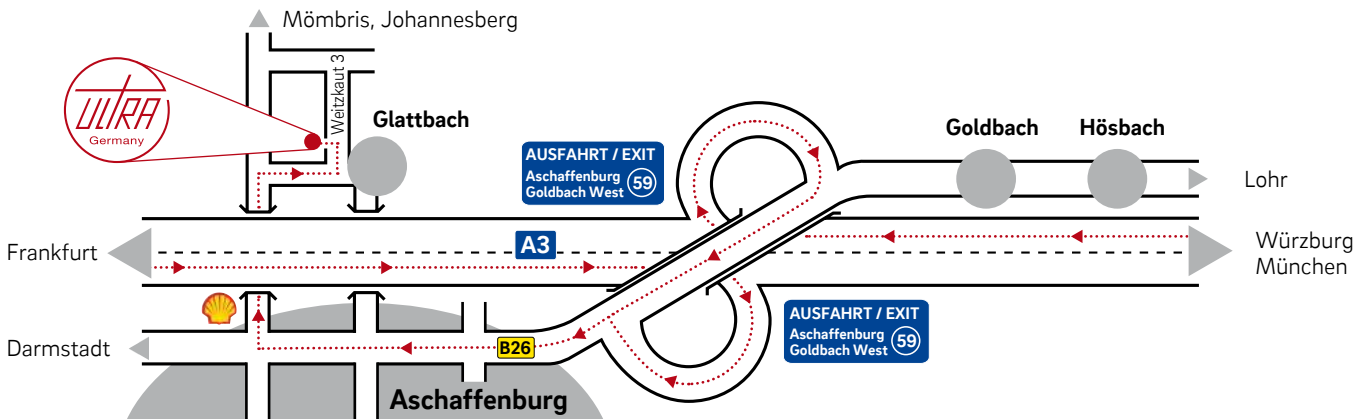 Mömbris, Johannesberg
ULTRA
Germany
Weitzkaut 3
Glattbach
AUSFAHRT / EXIT
Aschaffenburg
Goldbach West 59
Goldbach
Hösbach
Lohr
Frankfurt
A3
Würzburg
München
AUSFAHRT / EXIT
Aschaffenburg
Goldbach West 59
Darmstadt
B26
Aschaffenburg